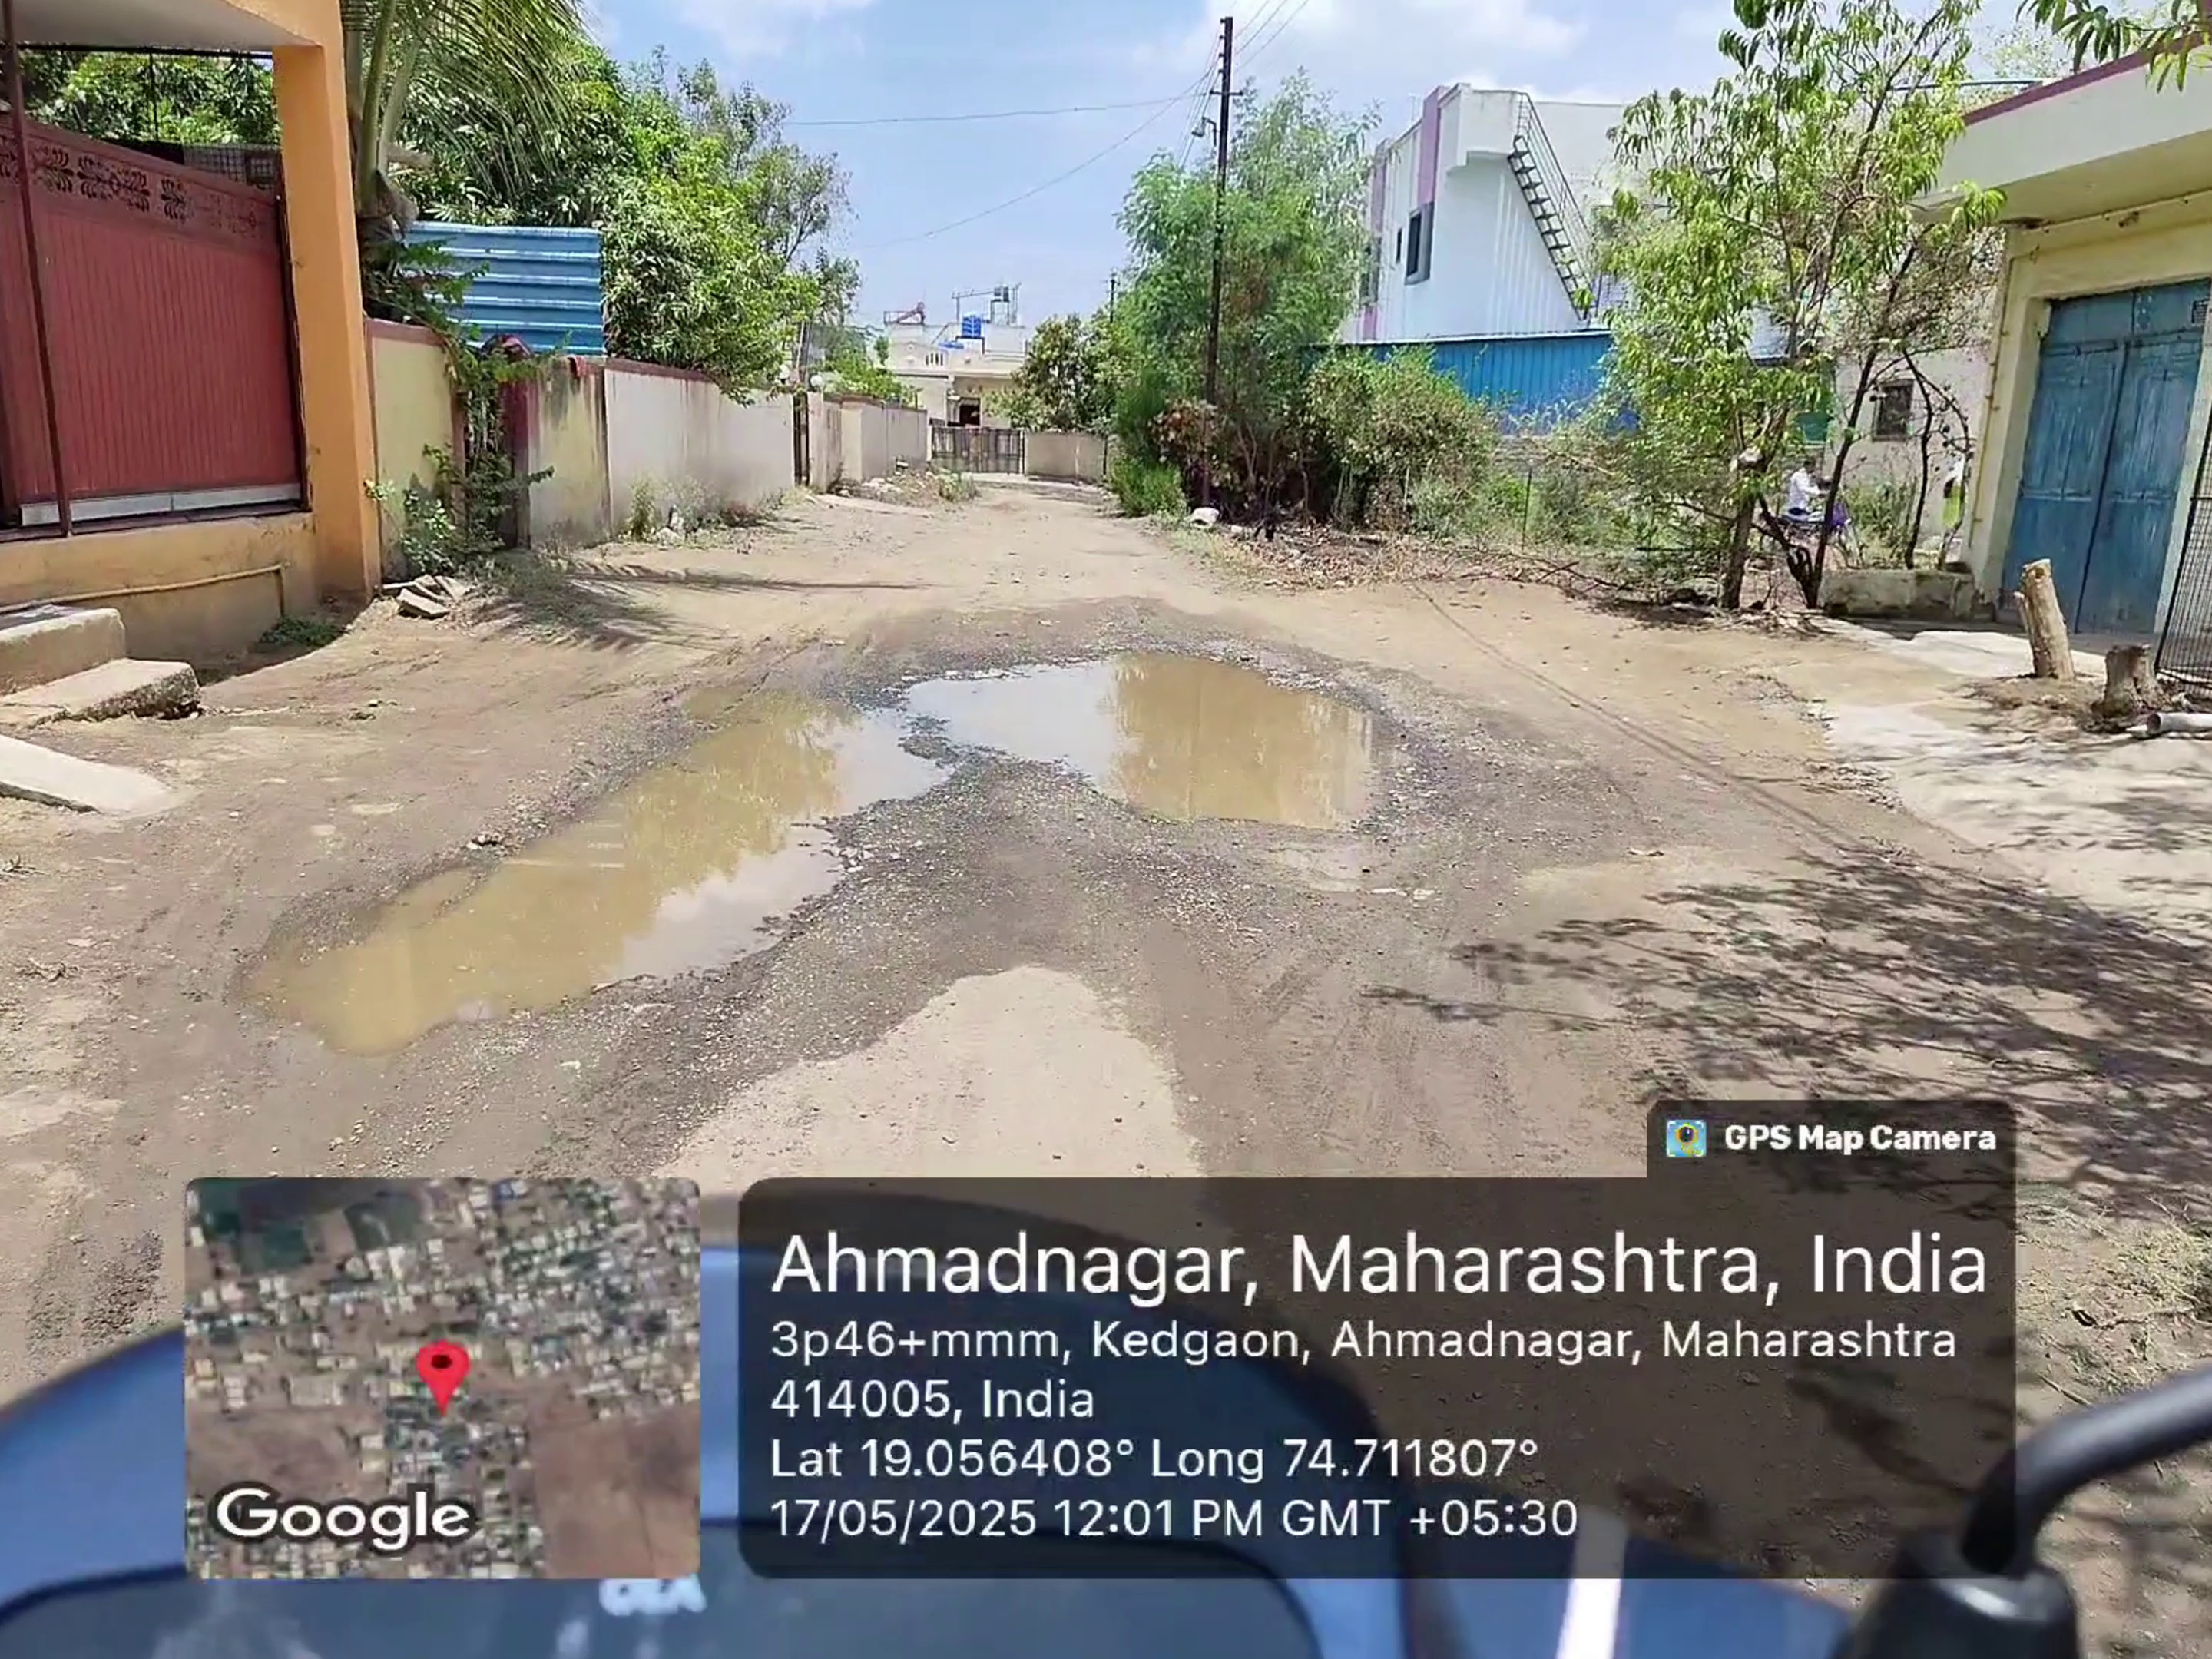 GPS Map Camera
Ahmadnagar, Maharashtra, India
3p46+mmm, Kedgaon, Ahmadnagar, Maharashtra
414005, India
Lat 19.056408° Long 74.711807°
17/05/2025 12:01 PM GMT +05:30
Google